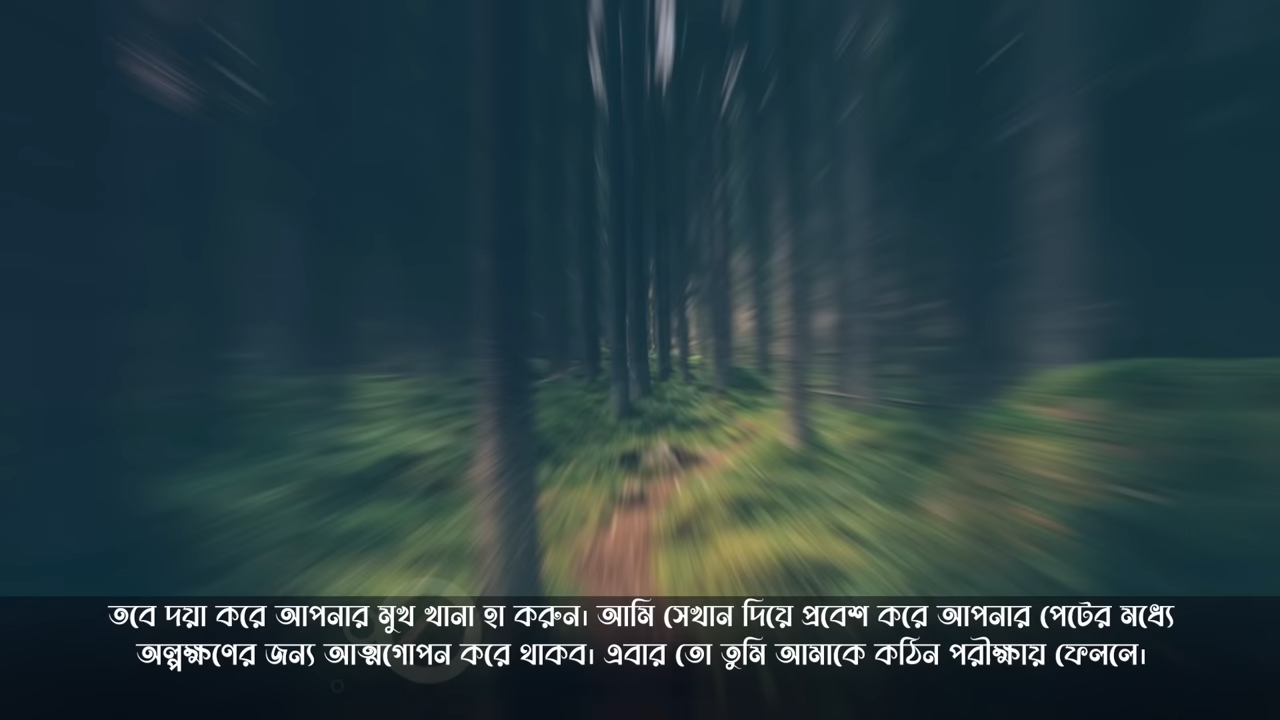 তবে দয়া করে আপনার মুখ খানা হা করুন। আমি সেখান দিয়ে প্রবেশ করে আপনার পেটের মধ্যে
অল্পক্ষণের জন্য আত্মগোপন করে থাকব। এবার তো তুমি আমাকে কঠিন পরীক্ষায় ফেললে।